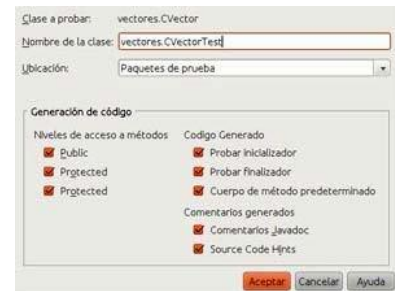 Clase a probar: vectores.CVector
Nombre de la clase: vectores.CVectorTest
Ubicación: Paquetes de prueba
Generación de código
Niveles de acceso a métodos Codigo Generado
Public Probar inicializador
Protected Probar finalizador
Protected Cuerpo de método predeterminado
Comentarios generados
Comentarios Javadoc
Source Code Hints
Aceptar Cancelar Ayuda